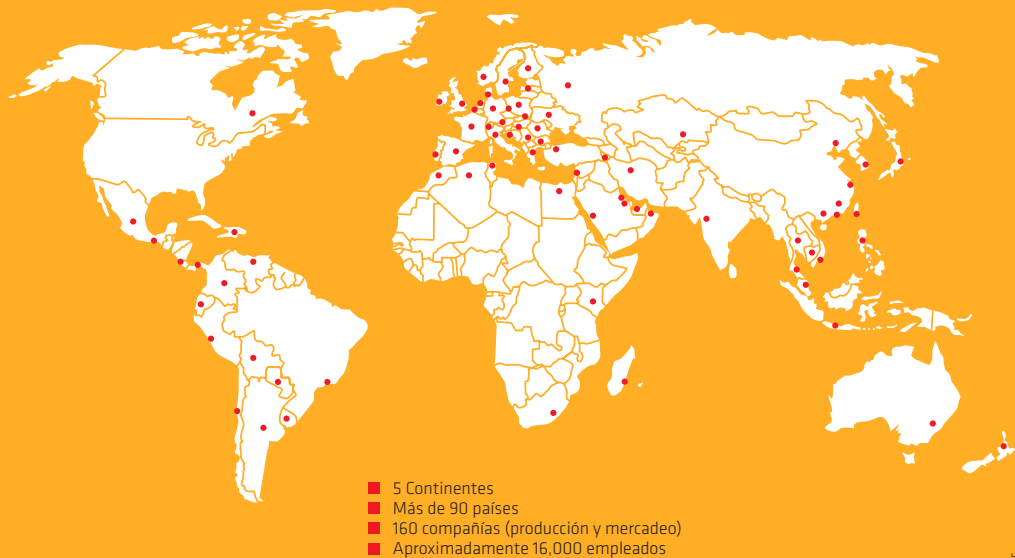 5 Continentes
Más de 90 países
160 compañías (producción y mercadeo)
Aproximadamente 16,000 empleados